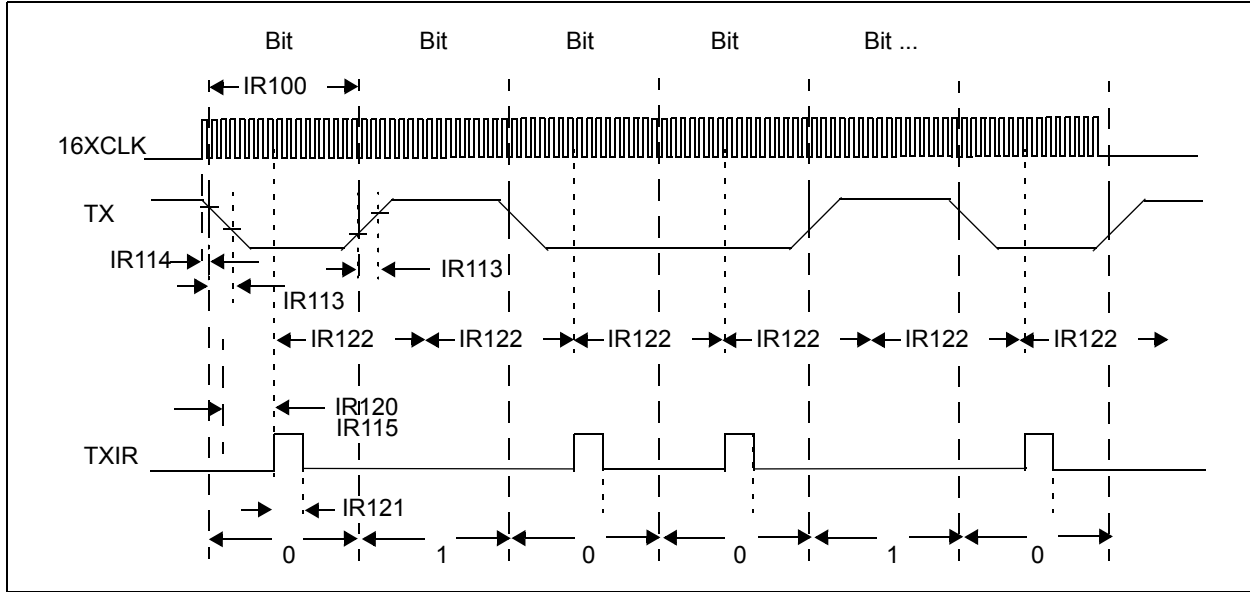 Bit Bit Bit Bit Bit ...
IR100
16XCLK
TX
IR114 IR113
IR113
IR122 IR122 IR122 IR122 IR122 IR122
IR120
IR115
TXIR
IR121
0 1 0 0 1 0